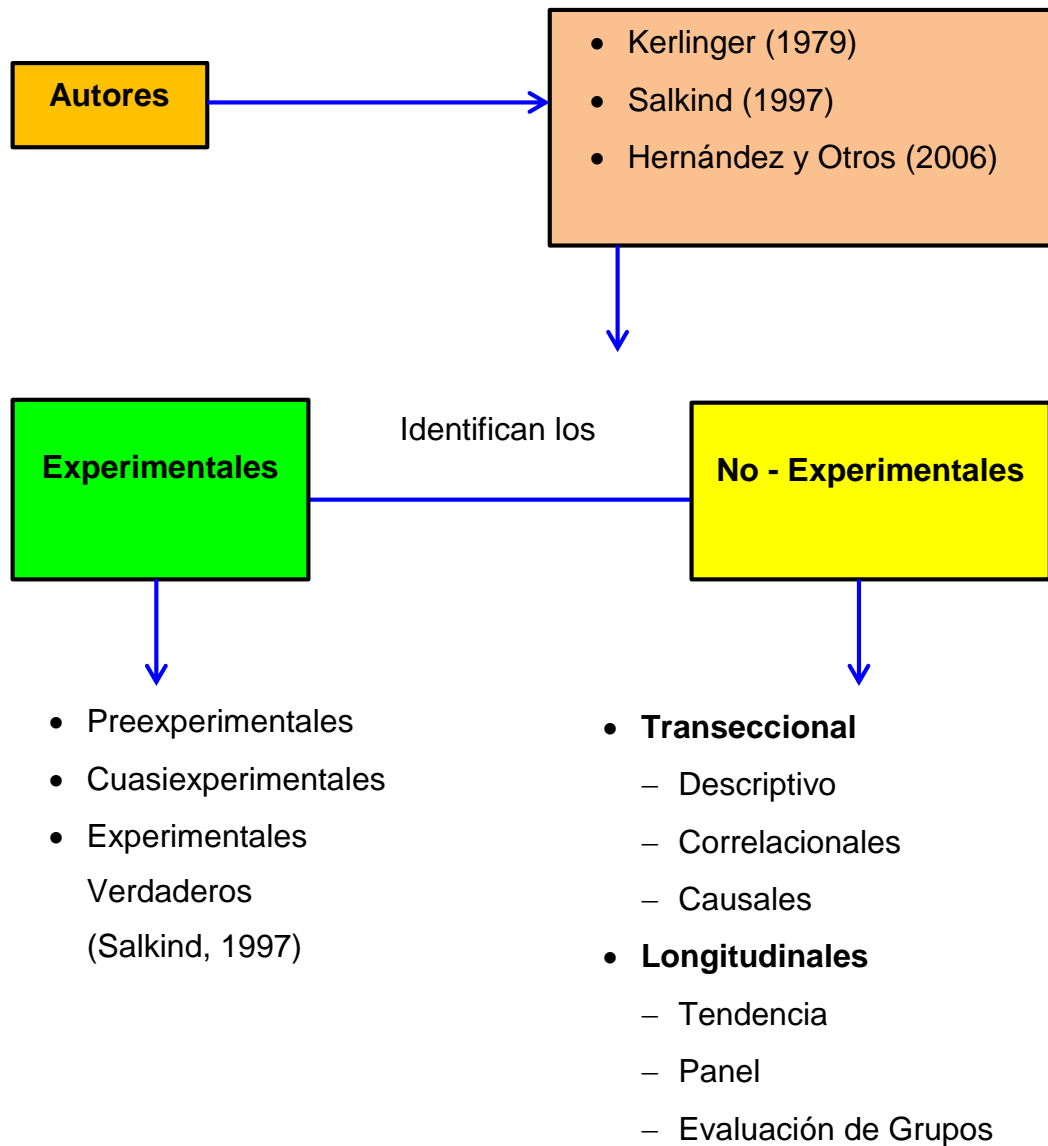 Autores
• Kerlinger (1979)
• Salkind (1997)
• Hernández y Otros (2006)
Experimentales
Identifican los
No - Experimentales
• Preexperimentales
• Cuasiexperimentales
• Experimentales
Verdaderos
(Salkind, 1997)
• Transeccional
– Descriptivo
– Correlacionales
– Causales
• Longitudinales
– Tendencia
– Panel
– Evaluación de Grupos